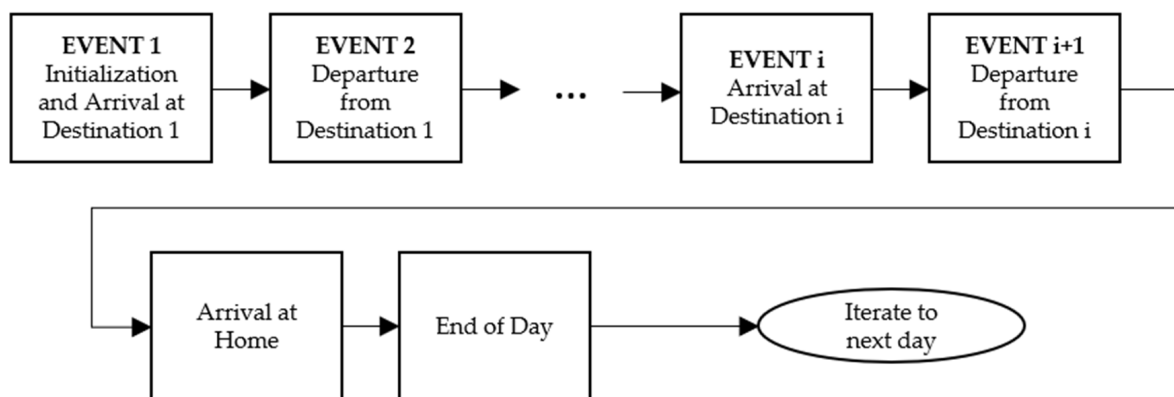 EVENT 1
Initialization
and Arrival at
Destination 1
EVENT 2
Departure
from
Destination 1
...
EVENT i
Arrival at
Destination i
EVENT i+1
Departure
from
Destination i
Arrival at
Home
End of Day
Iterate to
next day